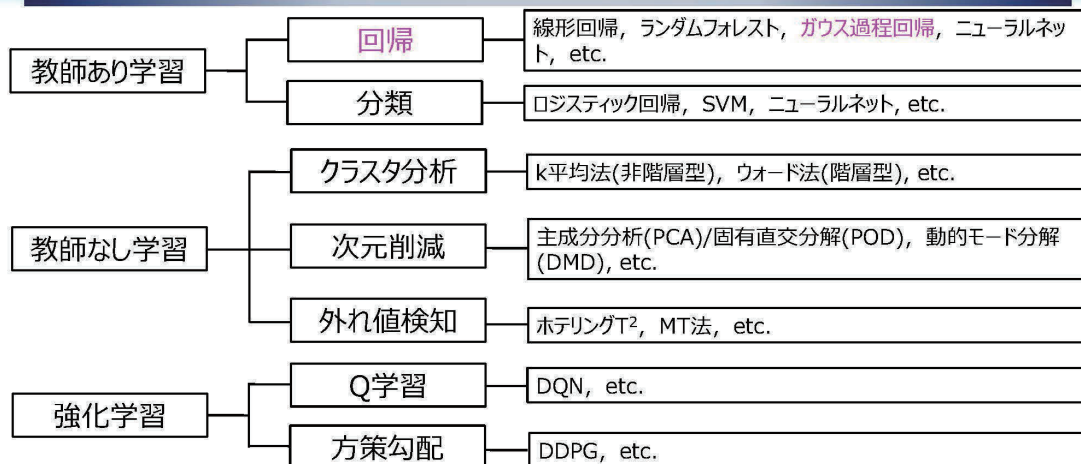 教師あり学習
回帰
線形回帰, ランダムフォレスト, ガウス過程回帰, ニューラルネッ
ト, etc.
分類
ロジスティック回帰, SVM, ニューラルネット, etc.
教師なし学習
クラスタ分析
k平均法(非階層型), ウォード法(階層型), etc.
次元削減
主成分分析(PCA)/固有直交分解(POD), 動的モード分解
(DMD), etc.
外れ値検知
ホテリングT², MT法, etc.
強化学習
Q学習
DQN, etc.
方策勾配
DDPG, etc.